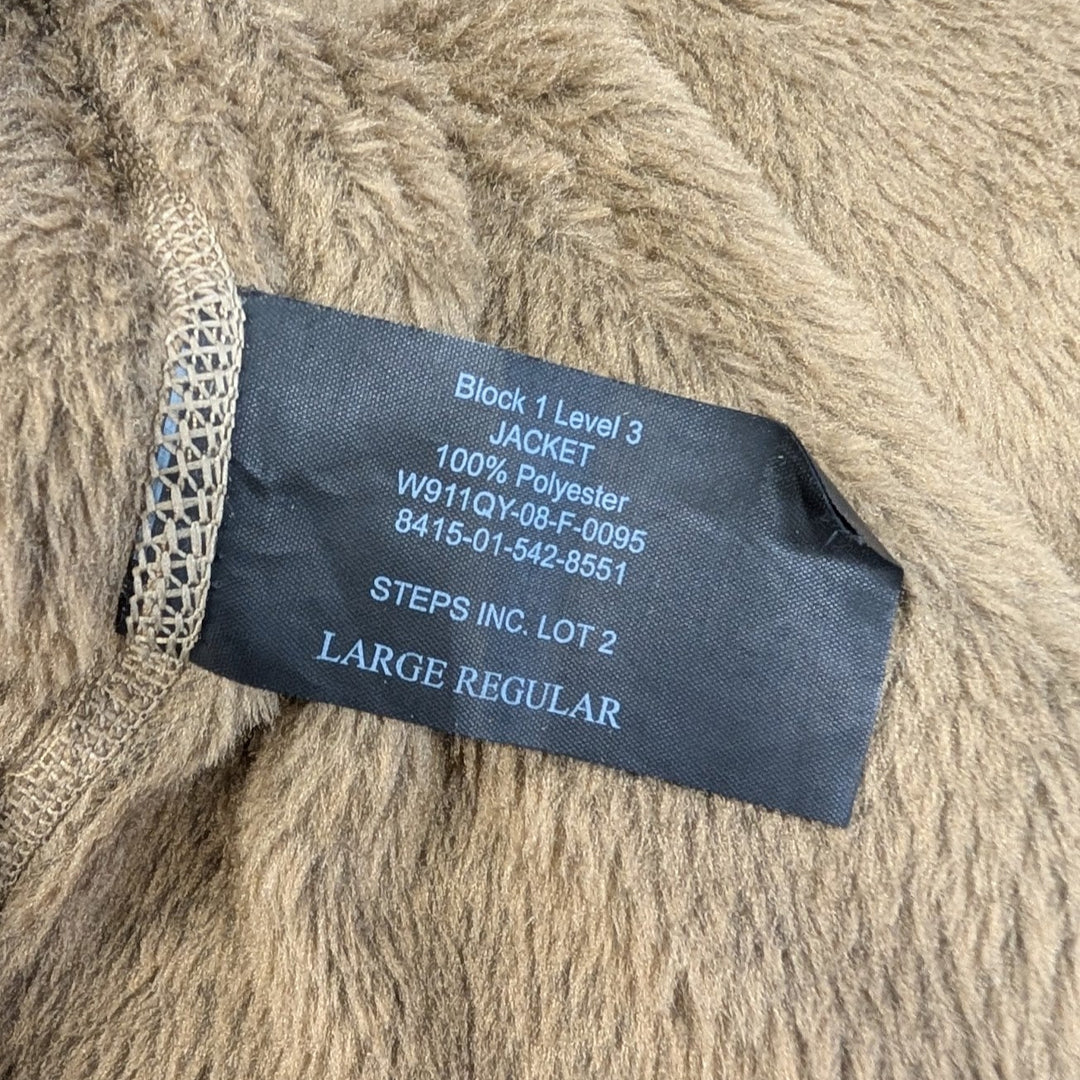 Block 1 Level 3
JACKET
100% Polyester
W911QY-08-F-0095
8415-01-542-8551
STEPS INC. LOT 2
LARGE REGULAR